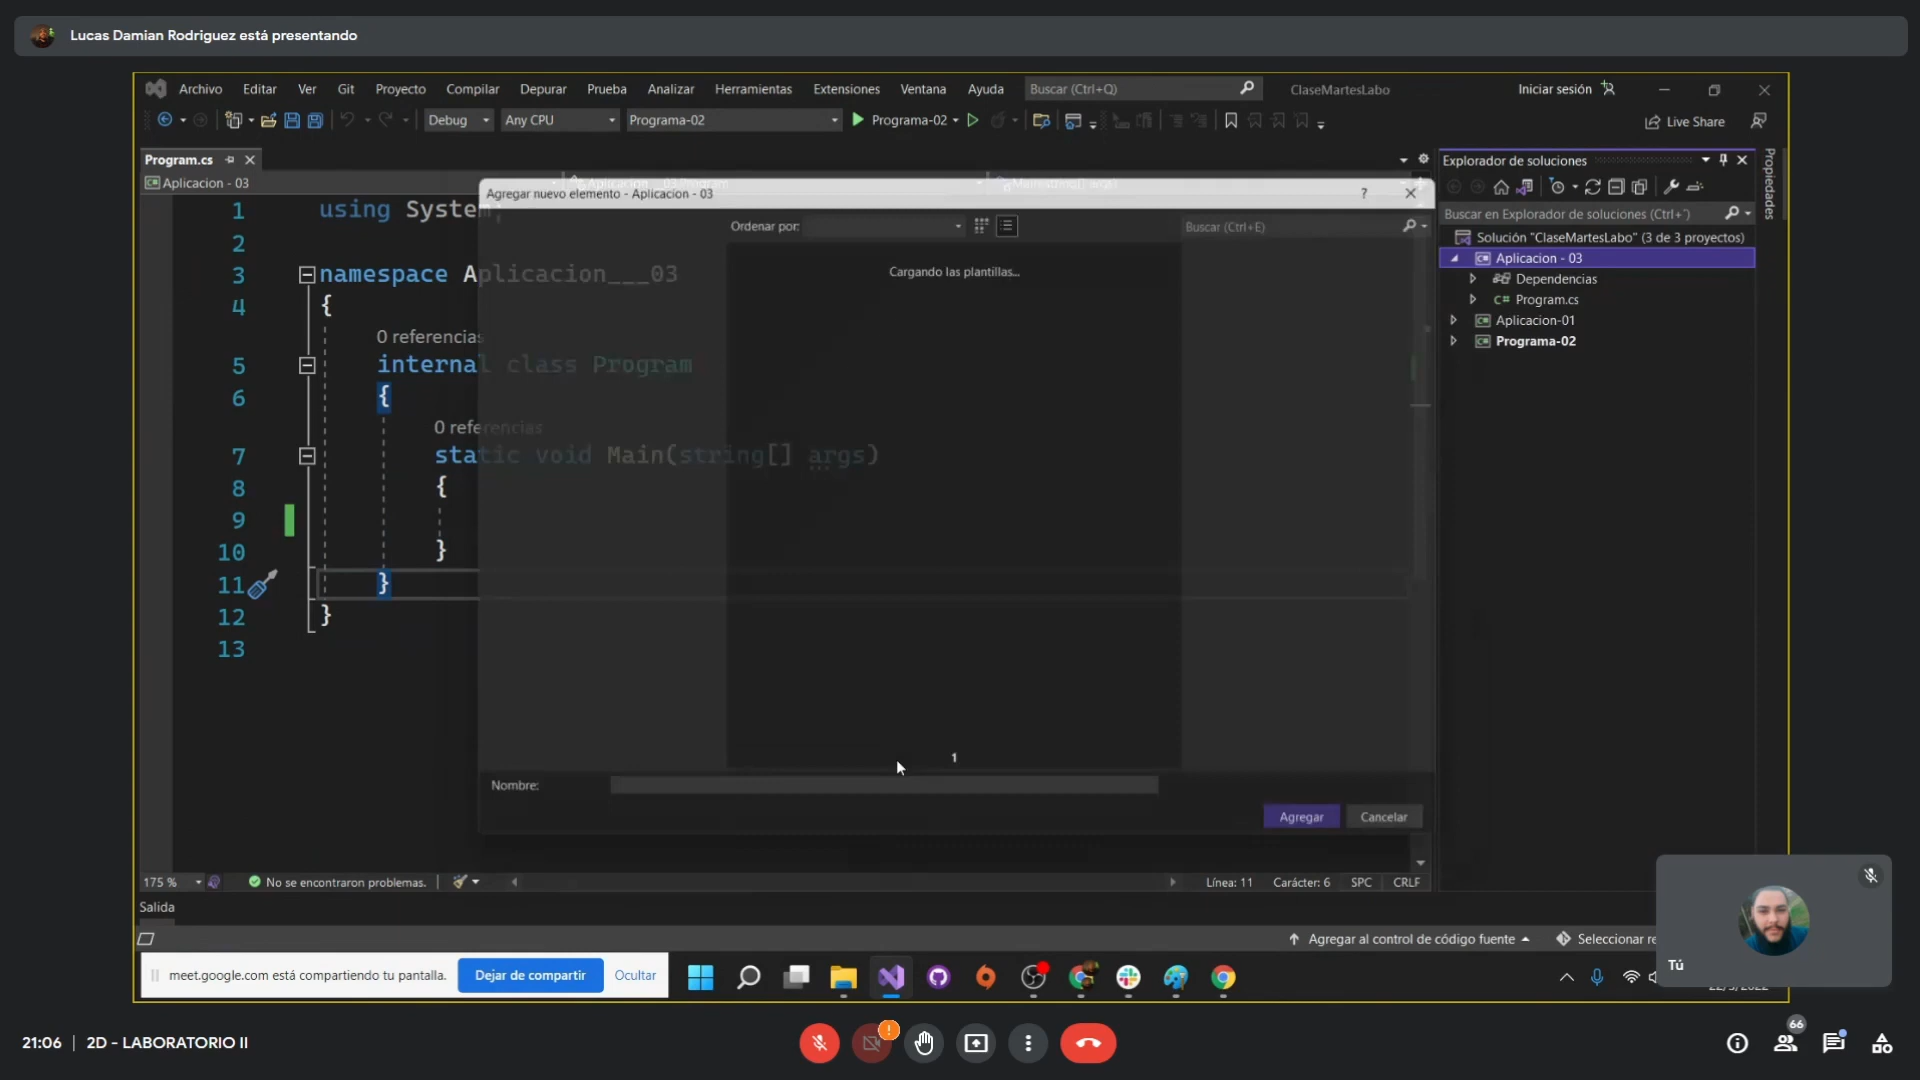 Lucas Damian Rodriguez está presentando
Archivo Editar Ver Git Proyecto Compilar Depurar Prueba Analizar Herramientas Extensiones Ventana Ayuda Buscar (Ctrl+Q) ClaseMartesLabo Iniciar sesión
Debug Any CPU Programa-02 Programa-02 Live Share
Program.cs
Aplicacion - 03
Explorador de soluciones
Propiedades
Buscar en Explorador de soluciones (Ctrl+´)
Solución "ClaseMartesLabo" (3 de 3 proyectos)
Aplicacion - 03
Dependencias
C# Program.cs
Aplicacion-01
Programa-02
Agregar nuevo elemento - Aplicacion - 03 ?
Ordenar por:
Buscar (Ctrl+E)
Cargando las plantillas...
1
Nombre:
Agregar Cancelar
1 using System;
2
3 namespace Aplicacion___03
4 {
0 referencias
5 internal class Program
6 {
0 referencias
7 static void Main(string[] args)
8 {
9
10 }
11 }
12 }
13
175 % No se encontraron problemas. Línea: 11 Carácter: 6 SPC CRLF
Salida
Agregar al control de código fuente Seleccionar re
meet.google.com está compartiendo tu pantalla. Dejar de compartir Ocultar
Tú
21:06 2D - LABORATORIO II
66